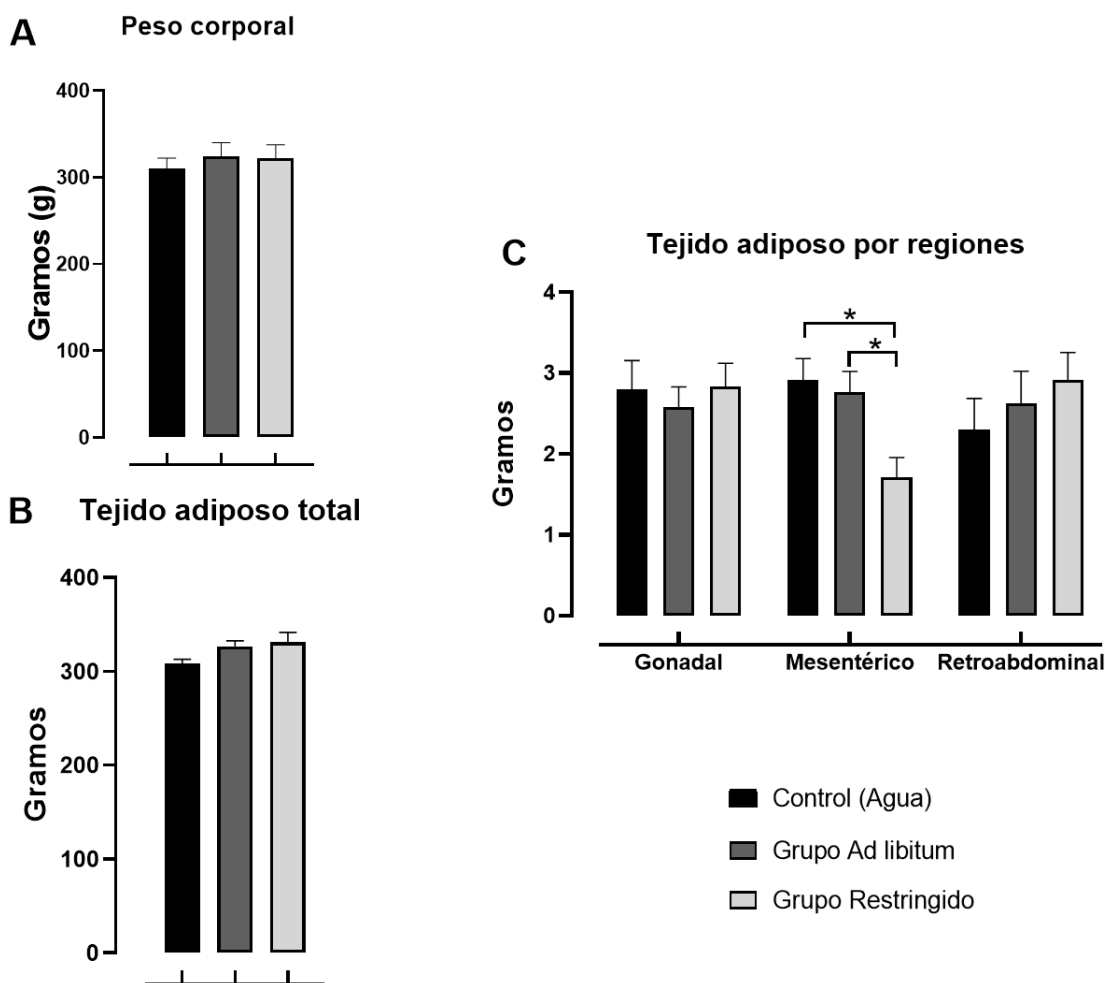 A
Peso corporal
Gramos (g)
400
300
200
100
0
B
Tejido adiposo total
Gramos
400
300
200
100
0
C
Tejido adiposo por regiones
Gramos
4
3
2
1
0
*
*
Gonadal
Mesentérico
Retroabdominal
Control (Agua)
Grupo Ad libitum
Grupo Restringido